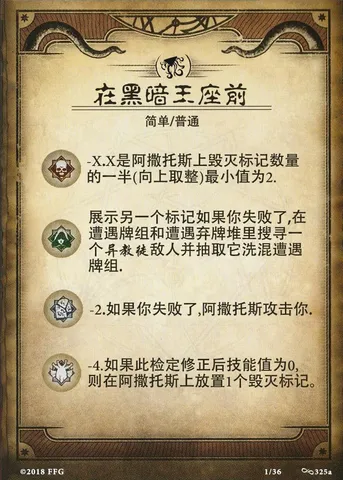 在黑暗王座前
简单/普通
-X.X是阿撒托斯上毁灭标记数量
的一半(向上取整)最小值为2.
展示另一个标记如果你失败了,在
遭遇牌组和遭遇弃牌堆里搜寻一
个异教徒敌人并抽取它洗混遭遇
牌组.
-2.如果你失败了,阿撒托斯攻击你.
-4.如果此检定修正后技能值为0,
则在阿撒托斯上放置1个毁灭标记。
©2018 FFG
1/36
325a